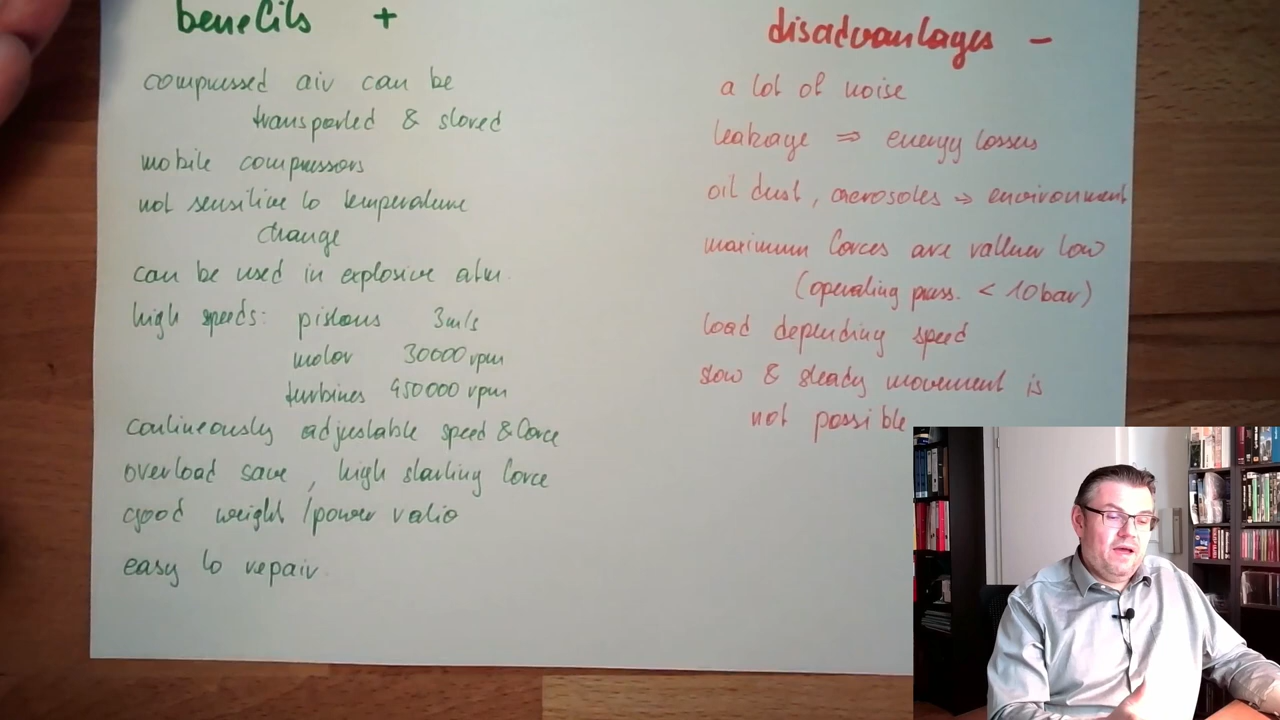 benefits +
compressed air can be
transported & stored
mobile compressors
not sensitive to temperature
change
can be used in explosive atm.
high speeds: pistons 3m/s
motor 30000 rpm
turbines 450000 rpm
contineously adjustable speed & force
overload save, high starting force
good weight/power ratio
easy to repair
disadvantages -
a lot of noise
leakage ⇒ energy losses
oil dust, aerosoles ⇒ environment
maximum forces are rather low
(operating press. < 10 bar)
load depending speed
slow & steady movement is
not possible